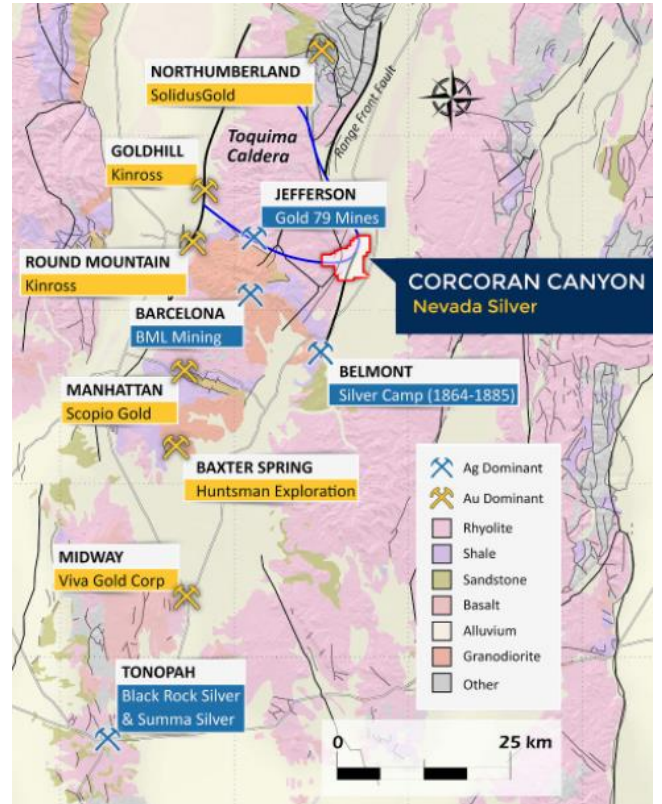 NORTHUMBERLAND
SolidusGold
Range Front Fault
Toquima
Caldera
GOLDHILL
Kinross
JEFFERSON
Gold 79 Mines
ROUND MOUNTAIN
Kinross
CORCORAN CANYON
Nevada Silver
BARCELONA
BML Mining
BELMONT
Silver Camp (1864-1885)
MANHATTAN
Scopio Gold
BAXTER SPRING
Huntsman Exploration
MIDWAY
Viva Gold Corp
TONOPAH
Black Rock Silver
& Summa Silver
Ag Dominant
Au Dominant
Rhyolite
Shale
Sandstone
Basalt
Alluvium
Granodiorite
Other
0 25 km